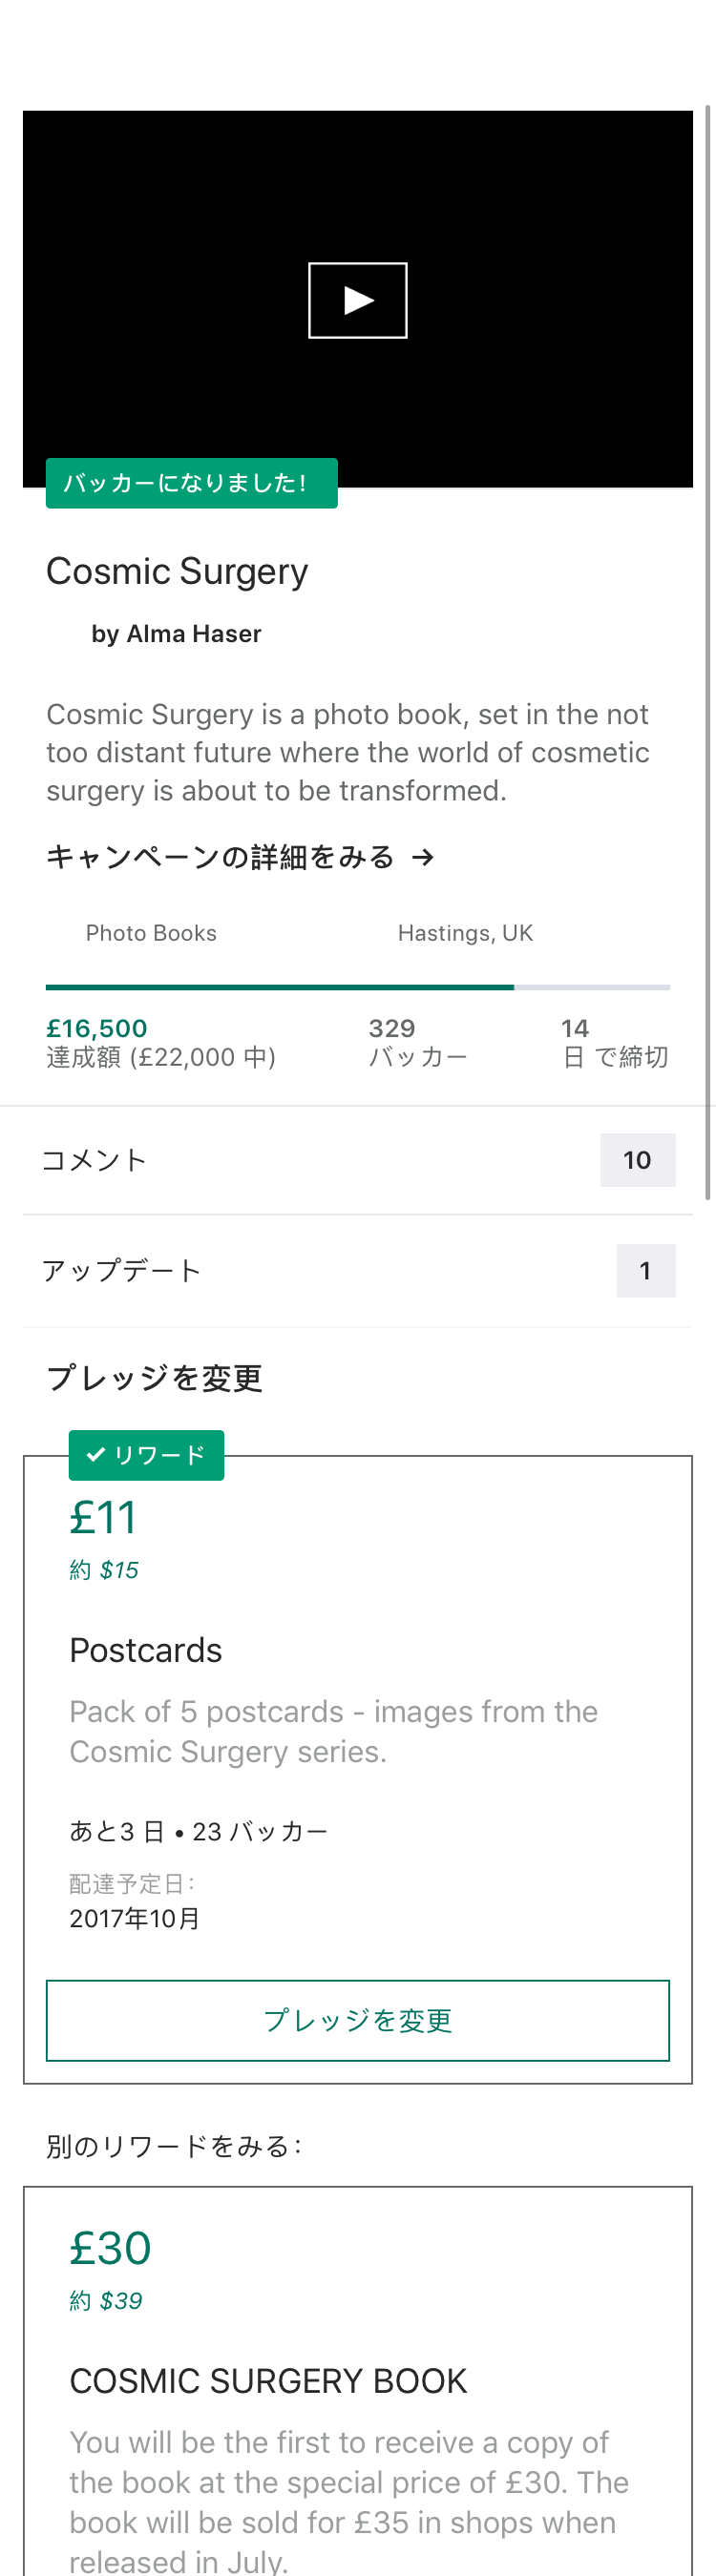 バッカーになりました！
Cosmic Surgery
by Alma Haser
Cosmic Surgery is a photo book, set in the not
too distant future where the world of cosmetic
surgery is about to be transformed.
キャンペーンの詳細をみる →
Photo Books Hastings, UK
£16,500 329 14
達成額 (£22,000 中) バッカー 日 で締切
コメント 10
アップデート 1
プレッジを変更
✓ リワード
£11
約 $15
Postcards
Pack of 5 postcards - images from the
Cosmic Surgery series.
あと3 日 • 23 バッカー
配達予定日：
2017年10月
プレッジを変更
別のリワードをみる：
£30
約 $39
COSMIC SURGERY BOOK
You will be the first to receive a copy of
the book at the special price of £30. The
book will be sold for £35 in shops when
released in July.